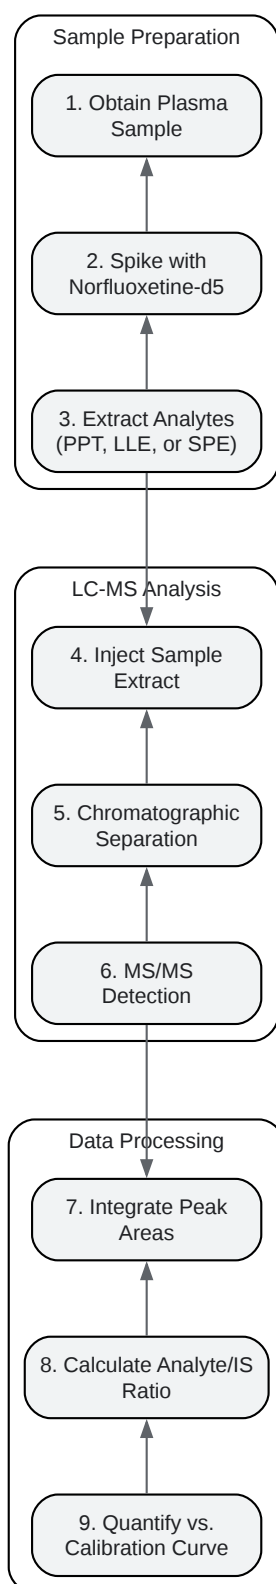 Sample Preparation
1. Obtain Plasma
Sample
2. Spike with
Norfluoxetine-d5
3. Extract Analytes
(PPT, LLE, or SPE)
LC-MS Analysis
4. Inject Sample
Extract
5. Chromatographic
Separation
6. MS/MS
Detection
Data Processing
7. Integrate Peak
Areas
8. Calculate Analyte/IS
Ratio
9. Quantify vs.
Calibration Curve